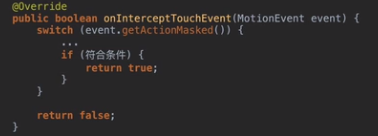 @Override
public boolean onInterceptTouchEvent(MotionEvent event) {
    switch (event.getActionMasked()) {
        ...
        if (符合条件) {
            return true;
        }
    }

    return false;
}